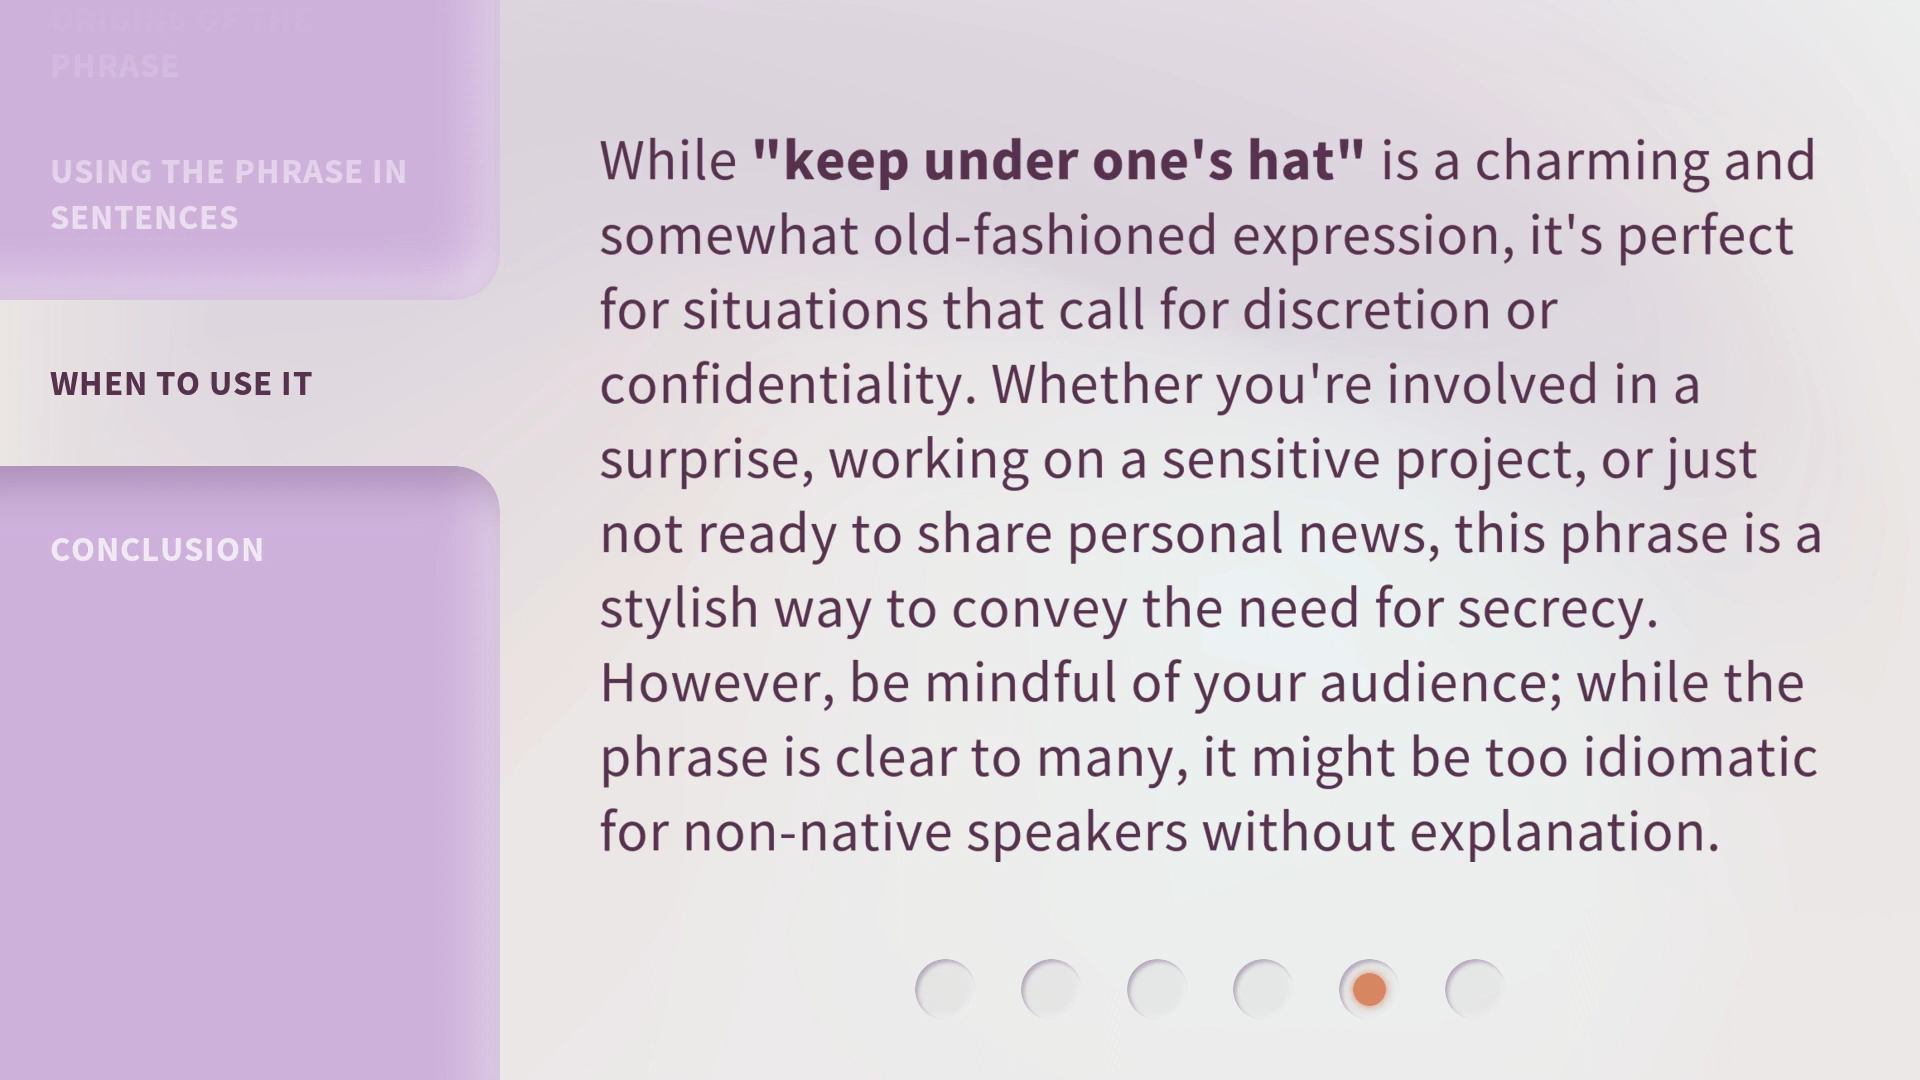 ORIGINS OF THE
PHRASE
USING THE PHRASE IN
SENTENCES
WHEN TO USE IT
CONCLUSION
While "keep under one's hat" is a charming and
somewhat old-fashioned expression, it's perfect
for situations that call for discretion or
confidentiality. Whether you're involved in a
surprise, working on a sensitive project, or just
not ready to share personal news, this phrase is a
stylish way to convey the need for secrecy.
However, be mindful of your audience; while the
phrase is clear to many, it might be too idiomatic
for non-native speakers without explanation.